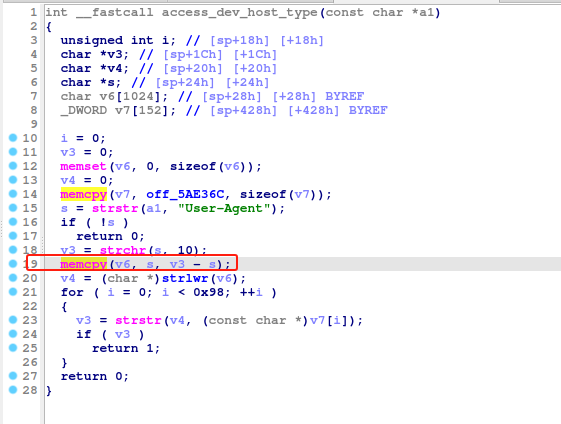 1 int __fastcall access_dev_host_type(const char *a1)
2 {
3 unsigned int i; // [sp+18h] [+18h]
4 char *v3; // [sp+1Ch] [+1Ch]
5 char *v4; // [sp+20h] [+20h]
6 char *s; // [sp+24h] [+24h]
7 char v6[1024]; // [sp+28h] [+28h] BYREF
8 _DWORD v7[152]; // [sp+428h] [+428h] BYREF
9
10 i = 0;
11 v3 = 0;
12 memset(v6, 0, sizeof(v6));
13 v4 = 0;
14 memcpy(v7, off_5AE36C, sizeof(v7));
15 s = strstr(a1, "User-Agent");
16 if ( !s )
17 return 0;
18 v3 = strchr(s, 10);
19 memcpy(v6, s, v3 - s);
20 v4 = (char *)strlwr(v6);
21 for ( i = 0; i < 0x98; ++i )
22 {
23 v3 = strstr(v4, (const char *)v7[i]);
24 if ( v3 )
25 return 1;
26 }
27 return 0;
28 }